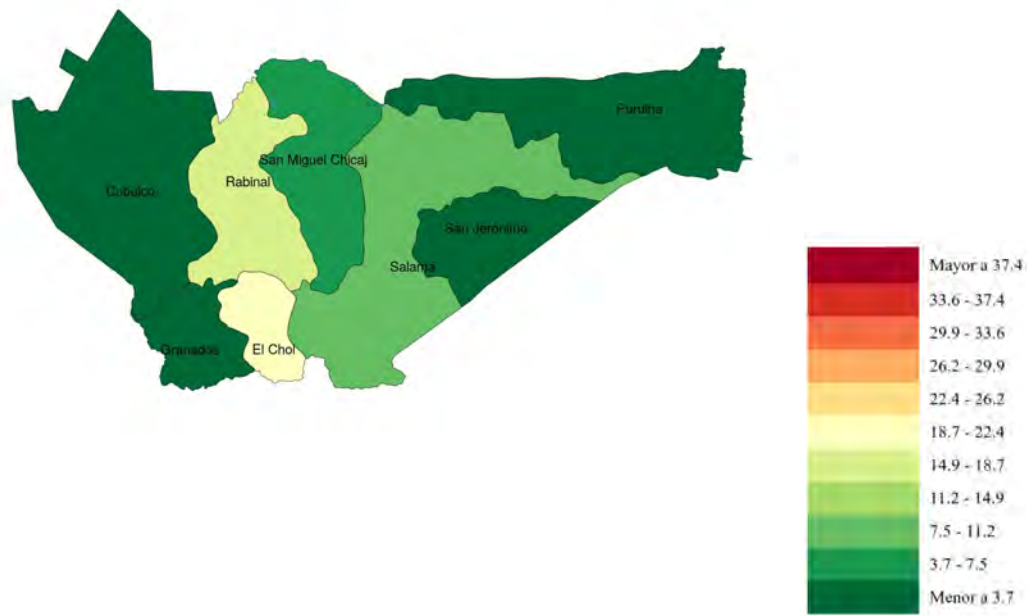 Purulha
San Miguel Chicaj
Rabinal
Cubulco
San Jerónimo
Salama
Granados
El Chol
Mayor a 37.4
33.6 - 37.4
29.9 - 33.6
26.2 - 29.9
22.4 - 26.2
18.7 - 22.4
14.9 - 18.7
11.2 - 14.9
7.5 - 11.2
3.7 - 7.5
Menor a 3.7